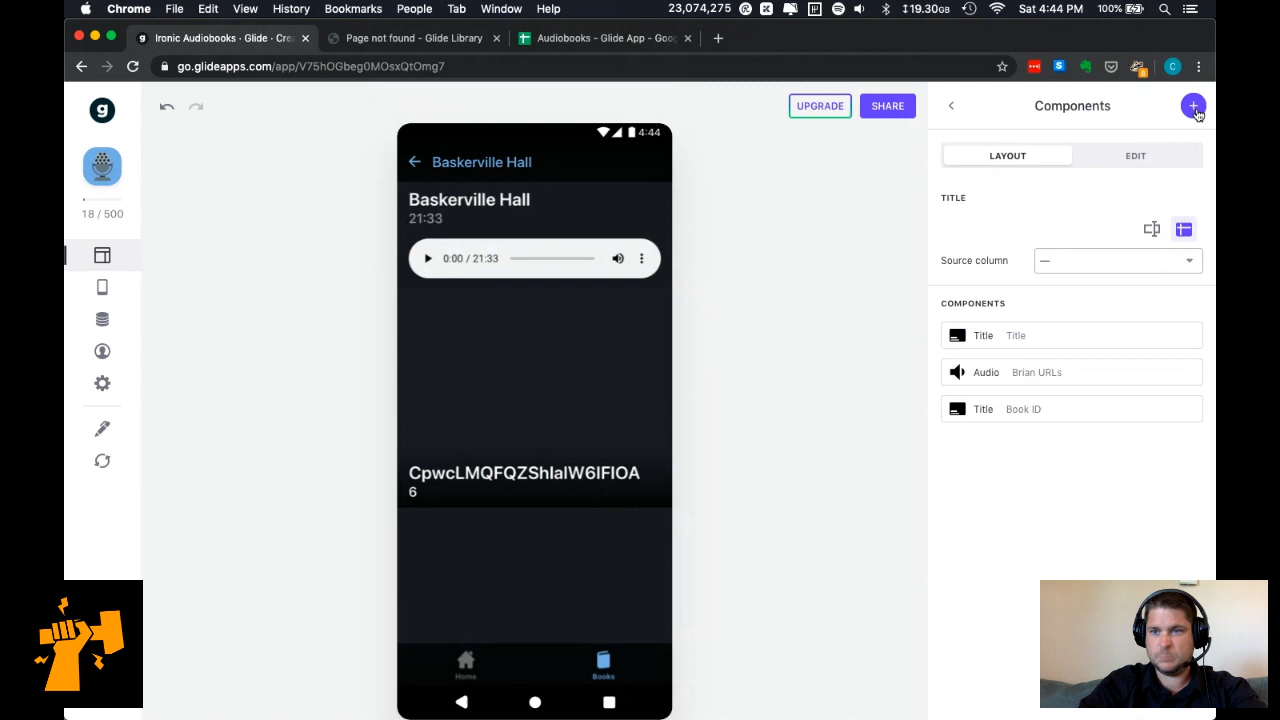 Chrome File Edit View History Bookmarks People Tab Window Help 23,074,275 19.30GB Sat 4:44 PM 100%
Ironic Audiobooks · Glide · Cre
Page not found - Glide Library
Audiobooks - Glide App - Goo
go.glideapps.com/app/V75hOGbeg0MOsxQtOmg7
8
C
g
18 / 500
UPGRADE
SHARE
4:44
Baskerville Hall
Baskerville Hall
21:33
0:00 / 21:33
CpwcLMQFQZShlaIW6IFIOA
6
Home
Books
Components
LAYOUT
EDIT
TITLE
Source column
—
COMPONENTS
Title Title
Audio Brian URLs
Title Book ID